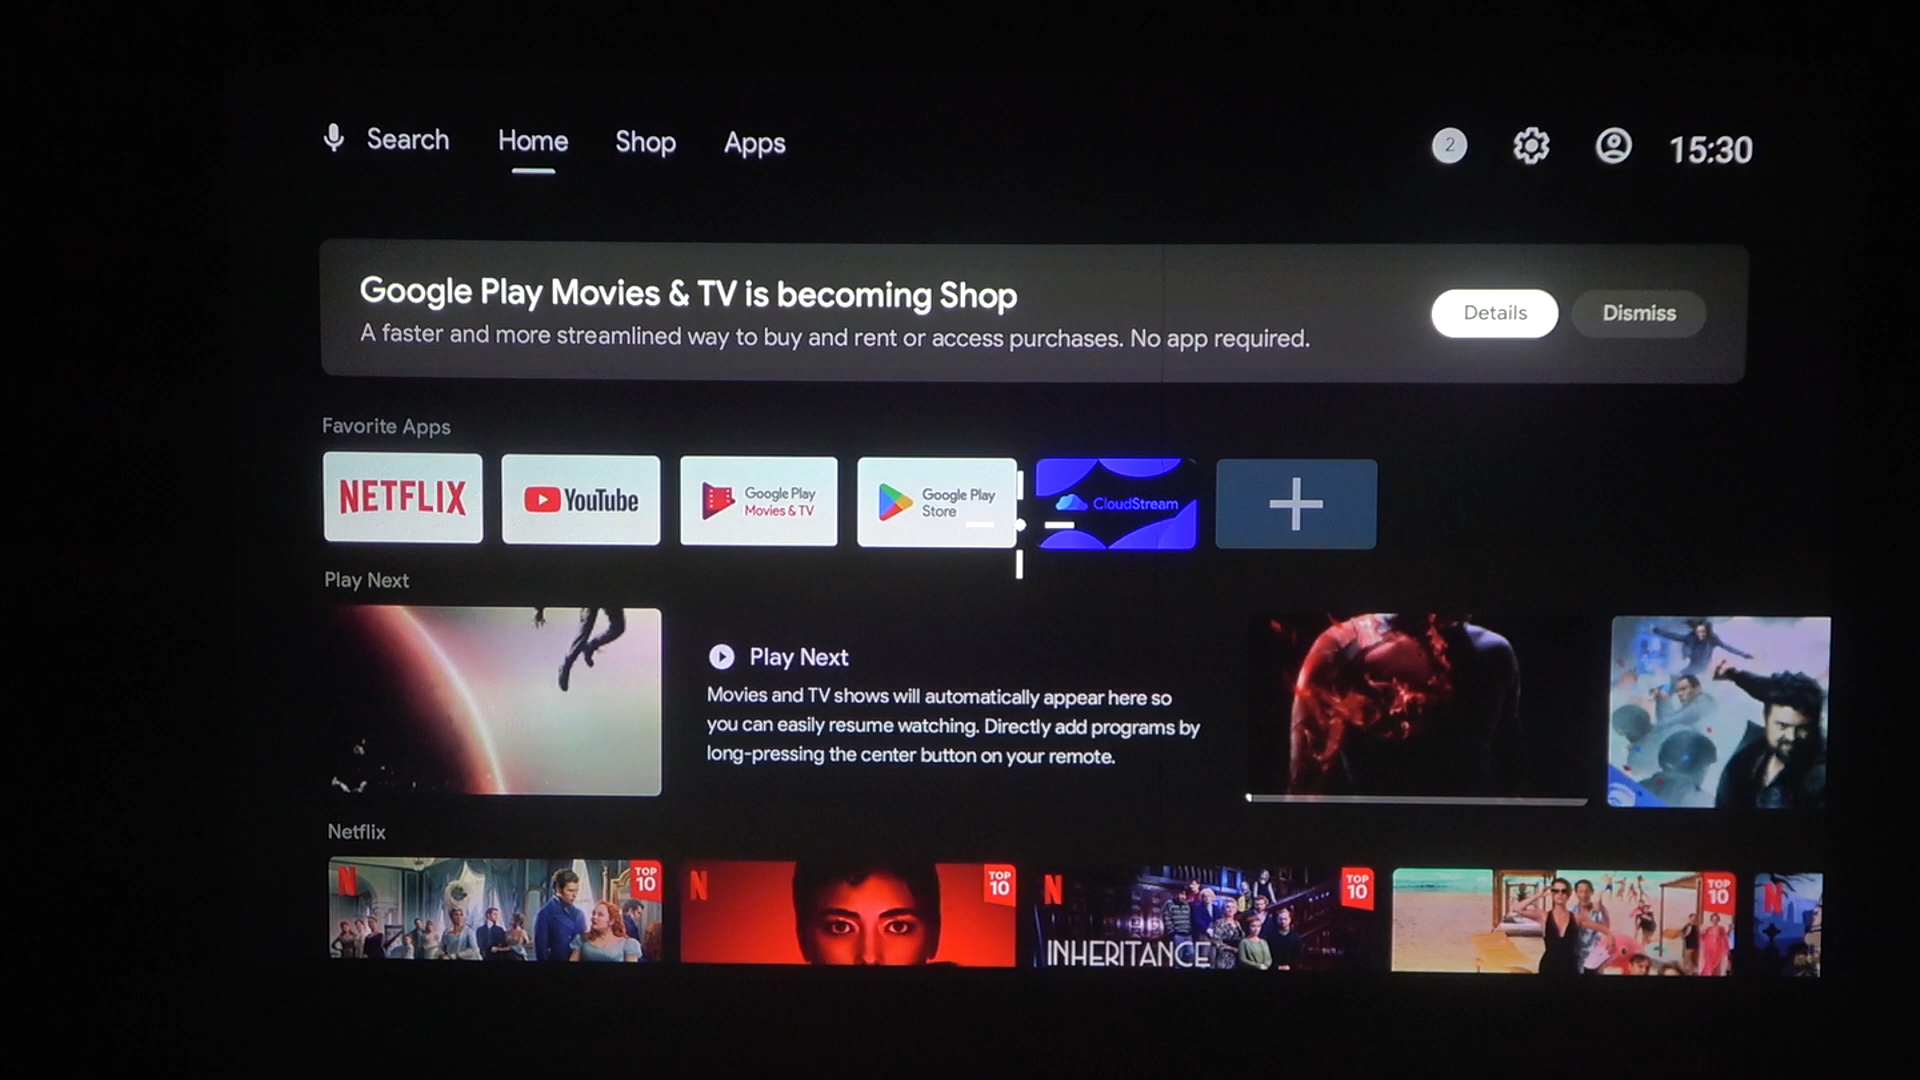 Search Home Shop Apps
2
15:30
Google Play Movies & TV is becoming Shop
A faster and more streamlined way to buy and rent or access purchases. No app required.
Details
Dismiss
Favorite Apps
NETFLIX
YouTube
Google Play
Movies & TV
Google Play
Store
CloudStream
Play Next
Play Next
Movies and TV shows will automatically appear here so
you can easily resume watching. Directly add programs by
long-pressing the center button on your remote.
Netflix
N
TOP
10
N
TOP
10
N
TOP
10
INHERITANCE
TOP
10
N